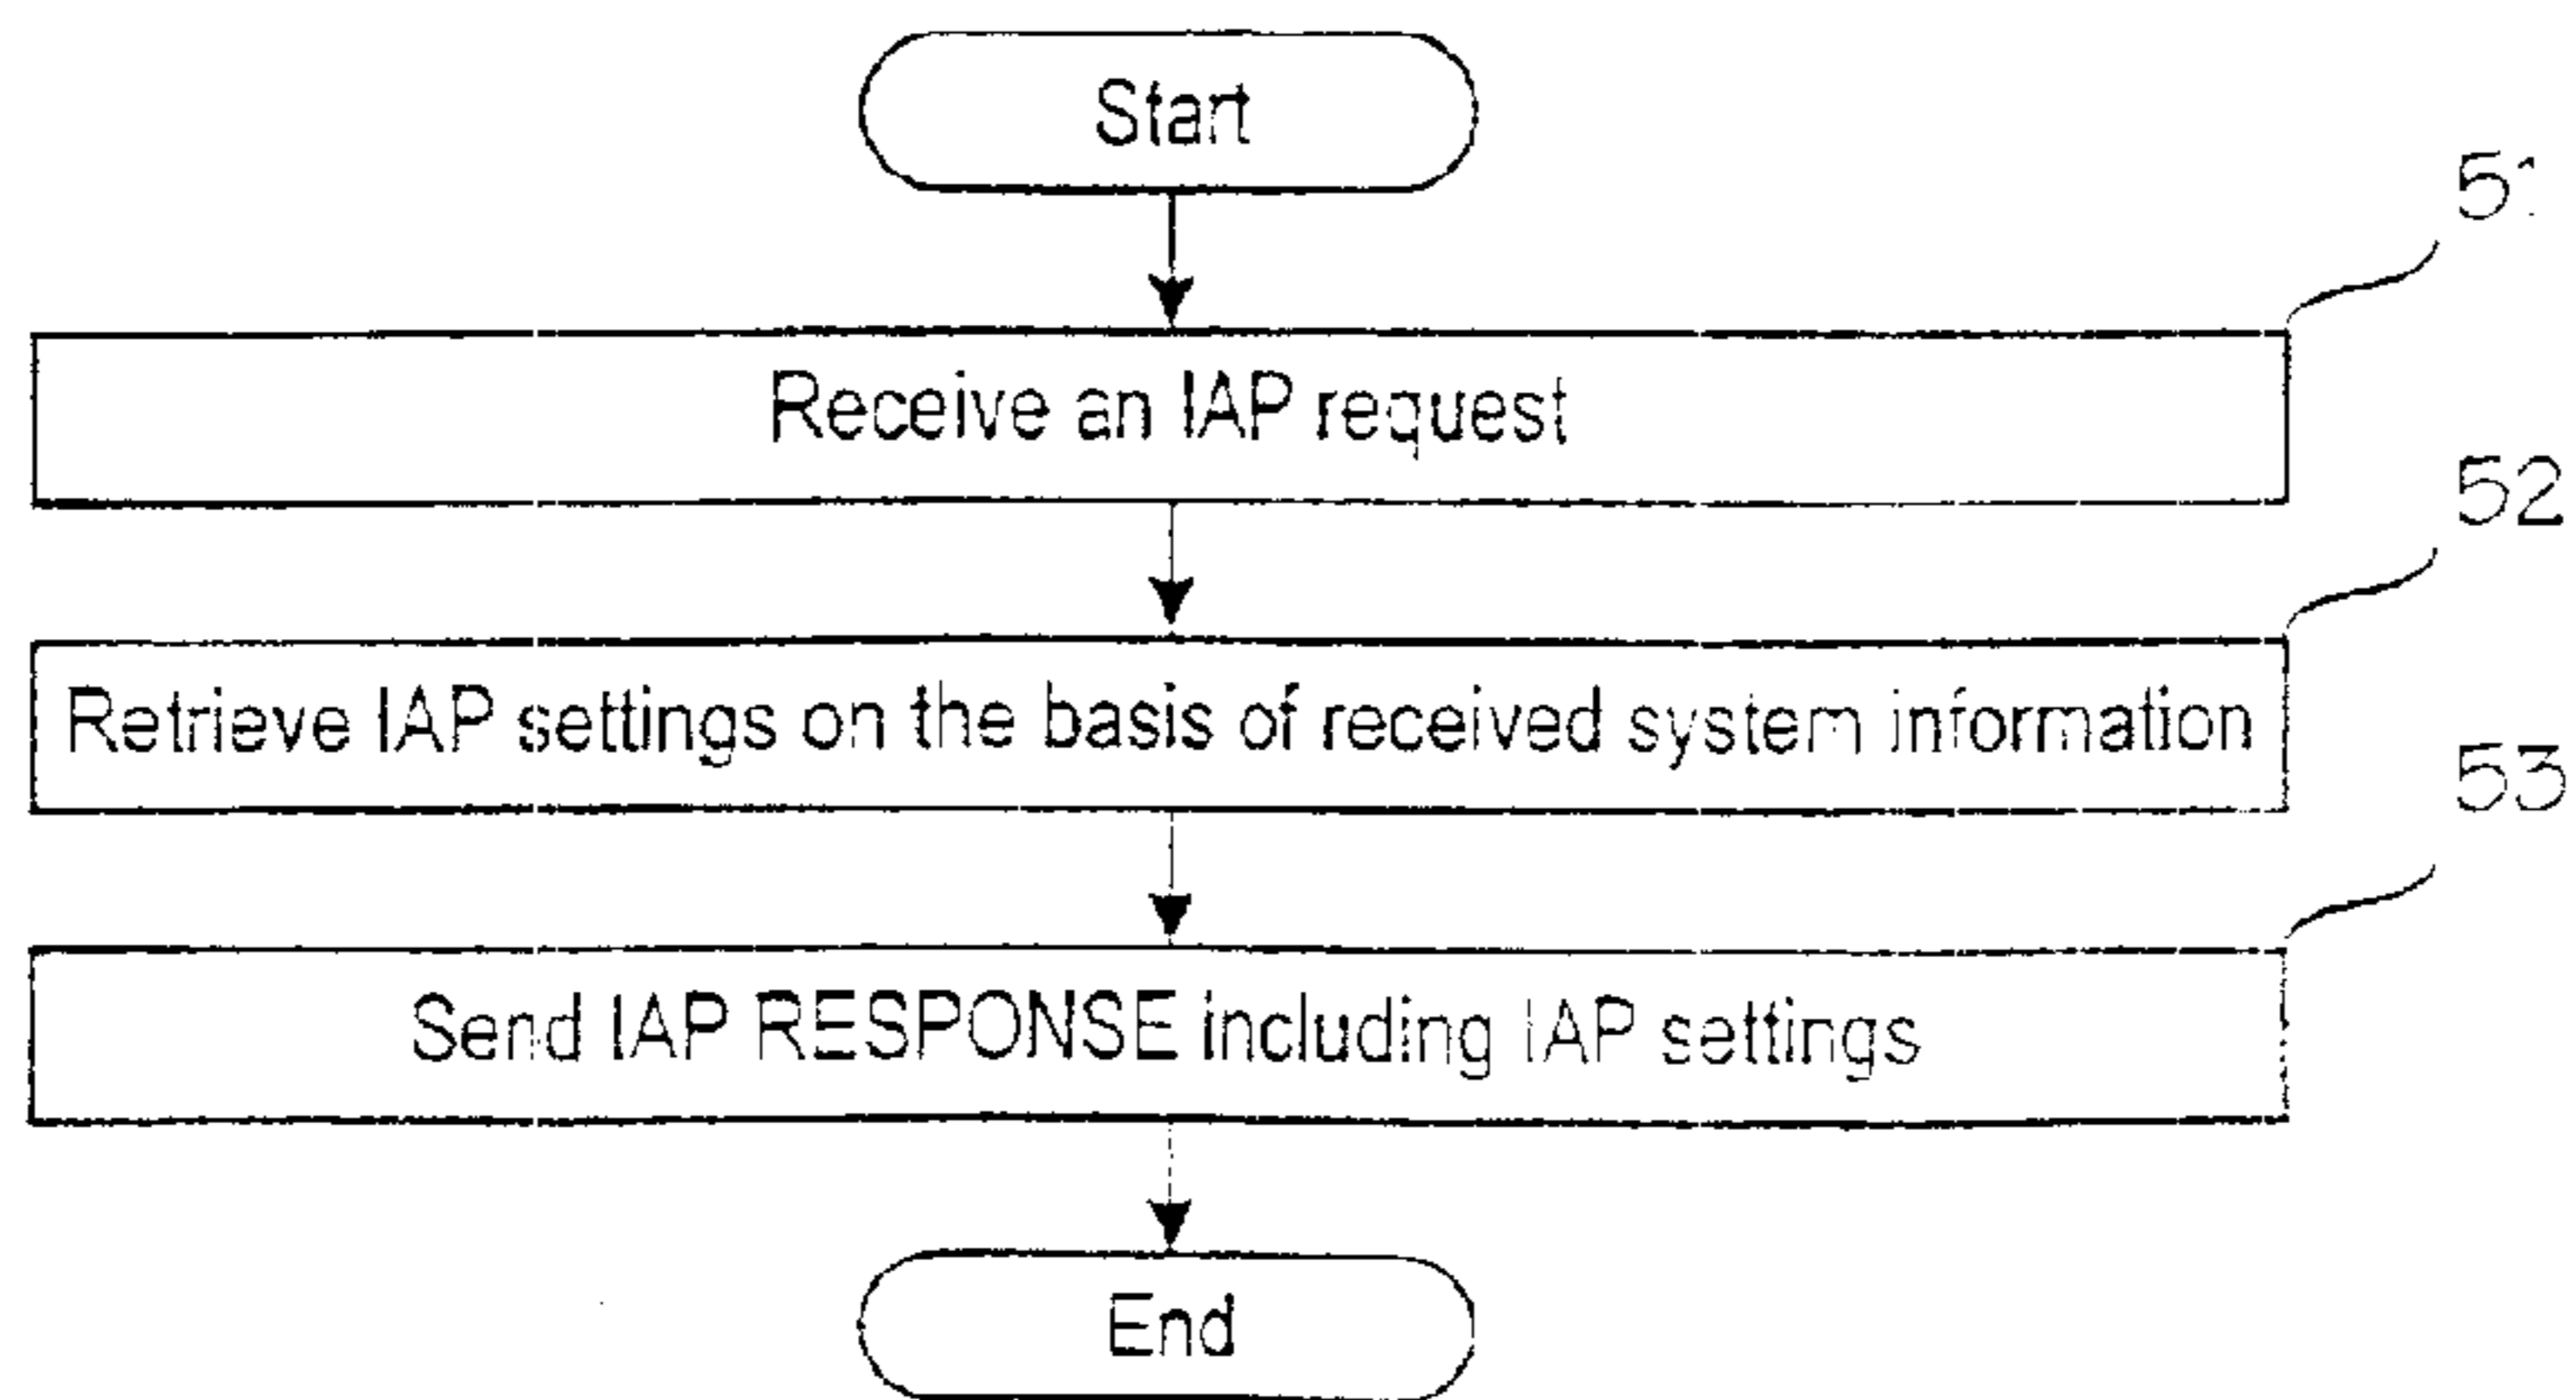 Start
51
Receive an IAP request
52
Retrieve IAP settings on the basis of received system information
53
Send IAP RESPONSE including IAP settings
End